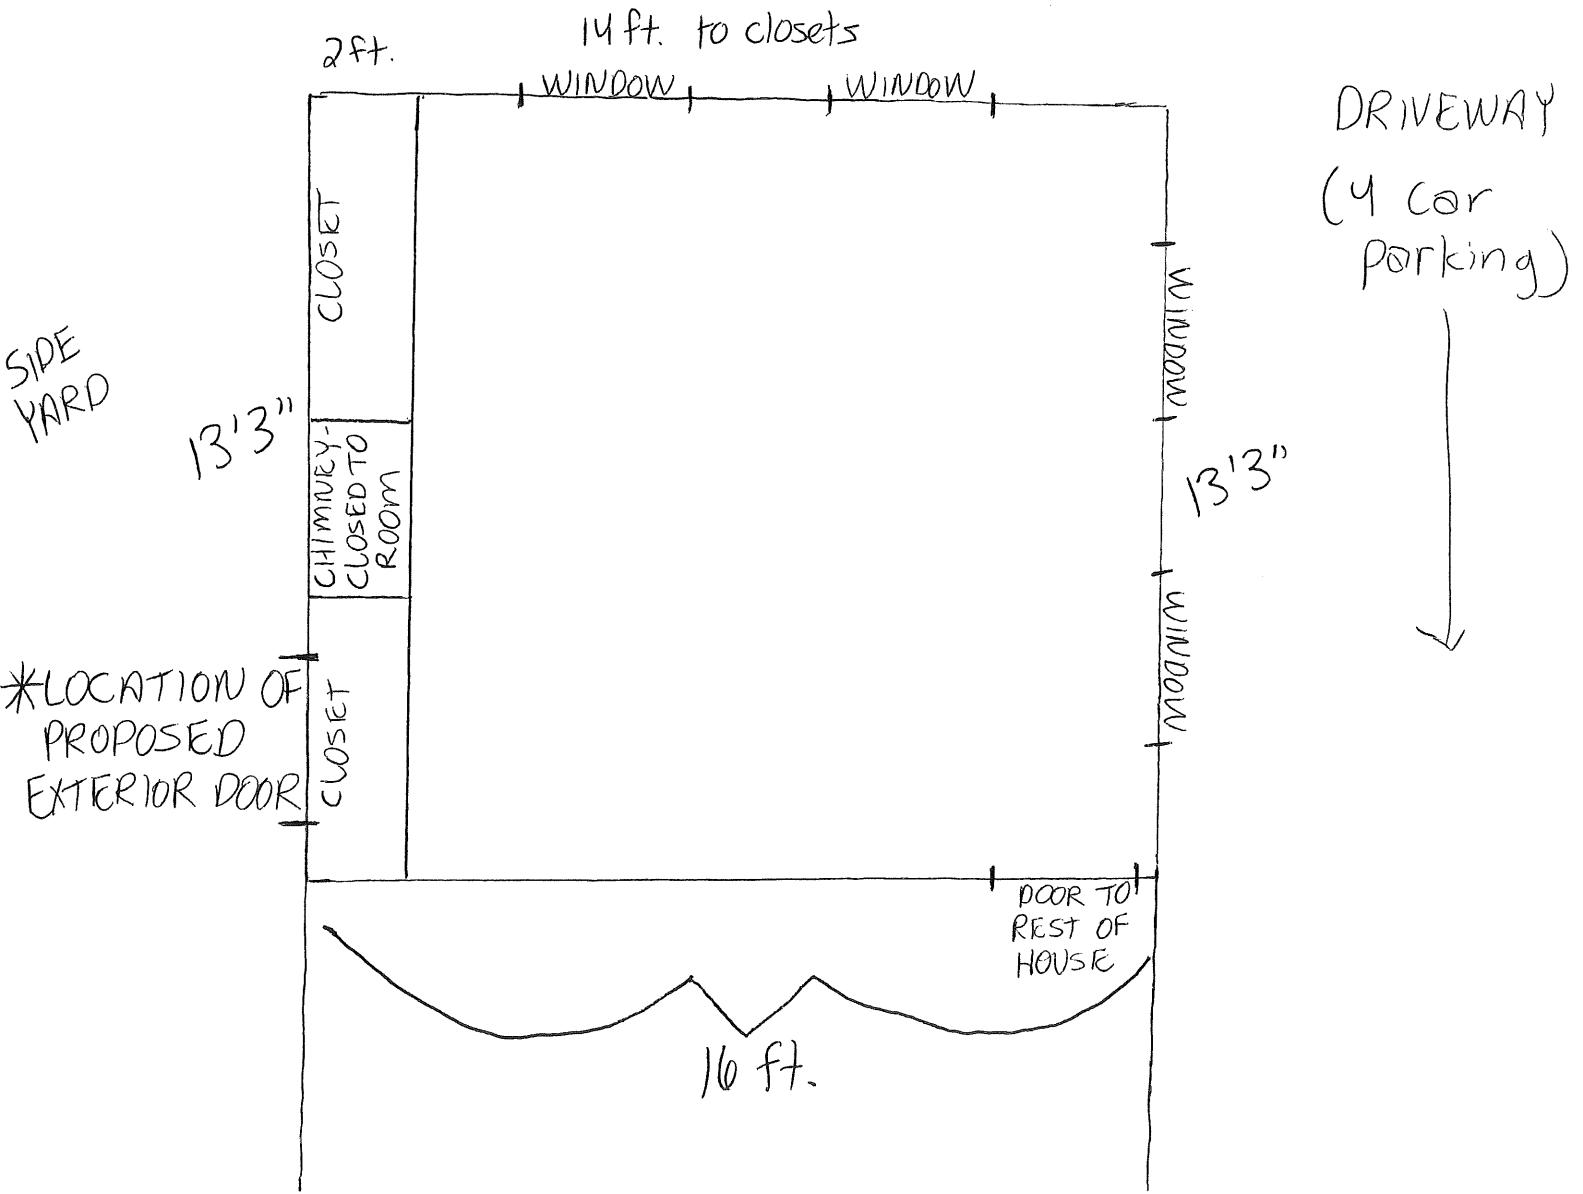 14 ft. to closets
2 ft.
WINDOW
WINDOW
DRIVEWAY
(4 car
parking)
CLOSET
WINDOW
SIDE
YARD
13'3"
CHIMNEY-
CLOSED TO
ROOM
13'3"
WINDOW
*LOCATION OF
PROPOSED
EXTERIOR DOOR
CLOSET
DOOR TO
REST OF
HOUSE
16 ft.